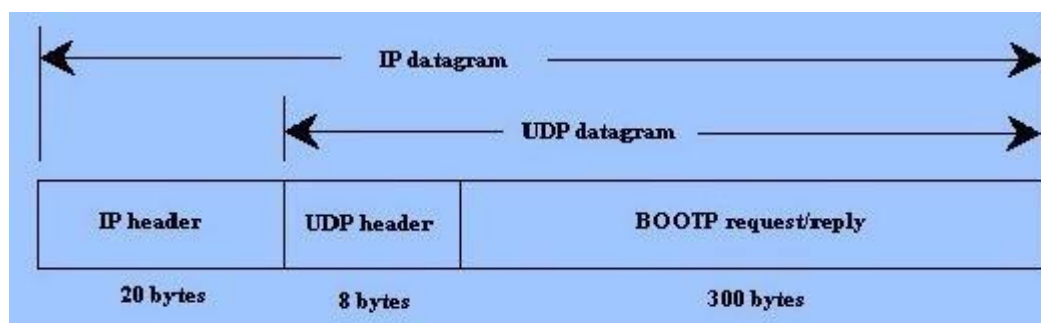 IP datagram
UDP datagram
IP header UDP header BOOTP request/reply
20 bytes 8 bytes 300 bytes